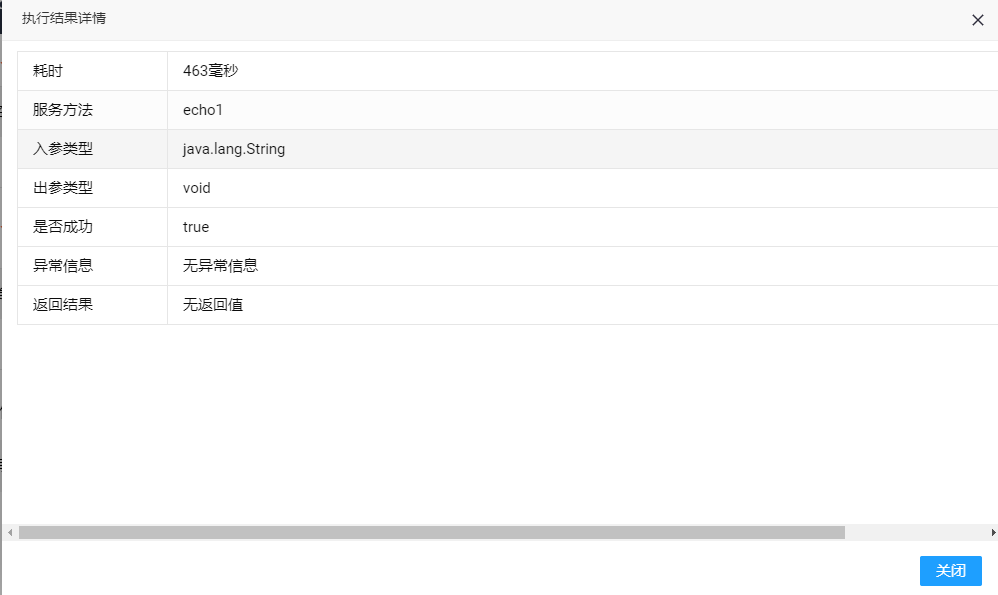 执行结果详情
耗时 463毫秒
服务方法 echo1
入参类型 java.lang.String
出参类型 void
是否成功 true
异常信息 无异常信息
返回结果 无返回值
关闭